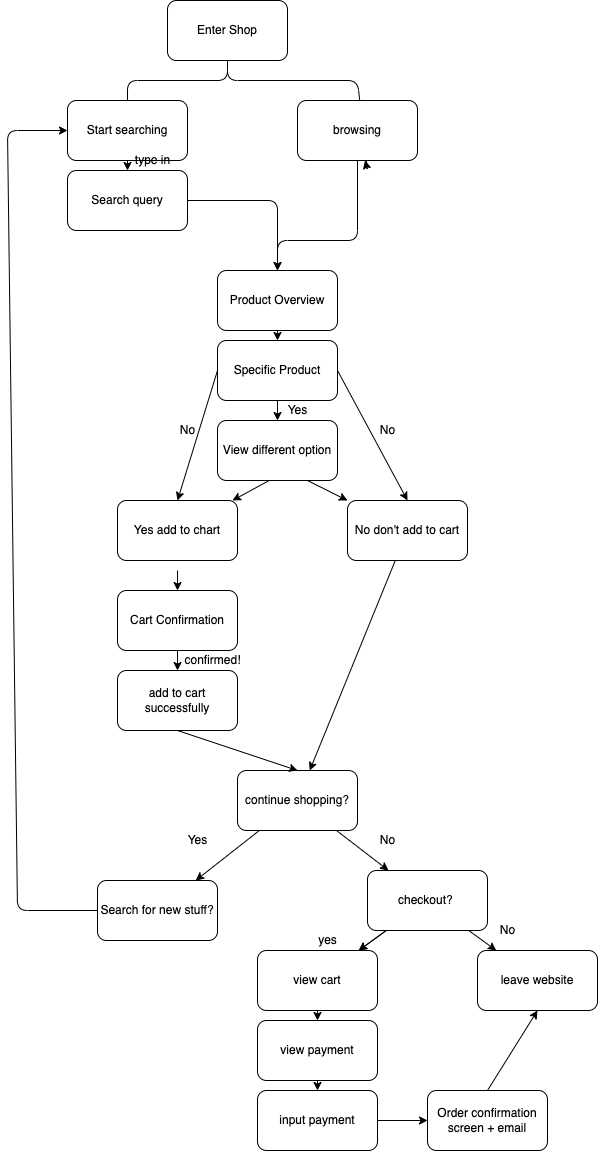 Enter Shop
Start searching
browsing
type in
Search query
Product Overview
Specific Product
Yes
No
No
View different option
Yes add to chart
No don't add to cart
Cart Confirmation
confirmed!
add to cart
successfully
continue shopping?
Yes
No
Search for new stuff?
checkout?
yes
No
view cart
leave website
view payment
input payment
Order confirmation
screen + email